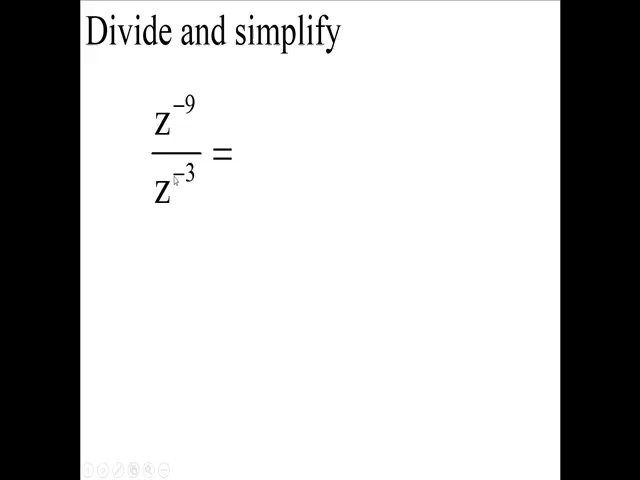 Divide and simplify
z⁻⁹
z⁻³ =